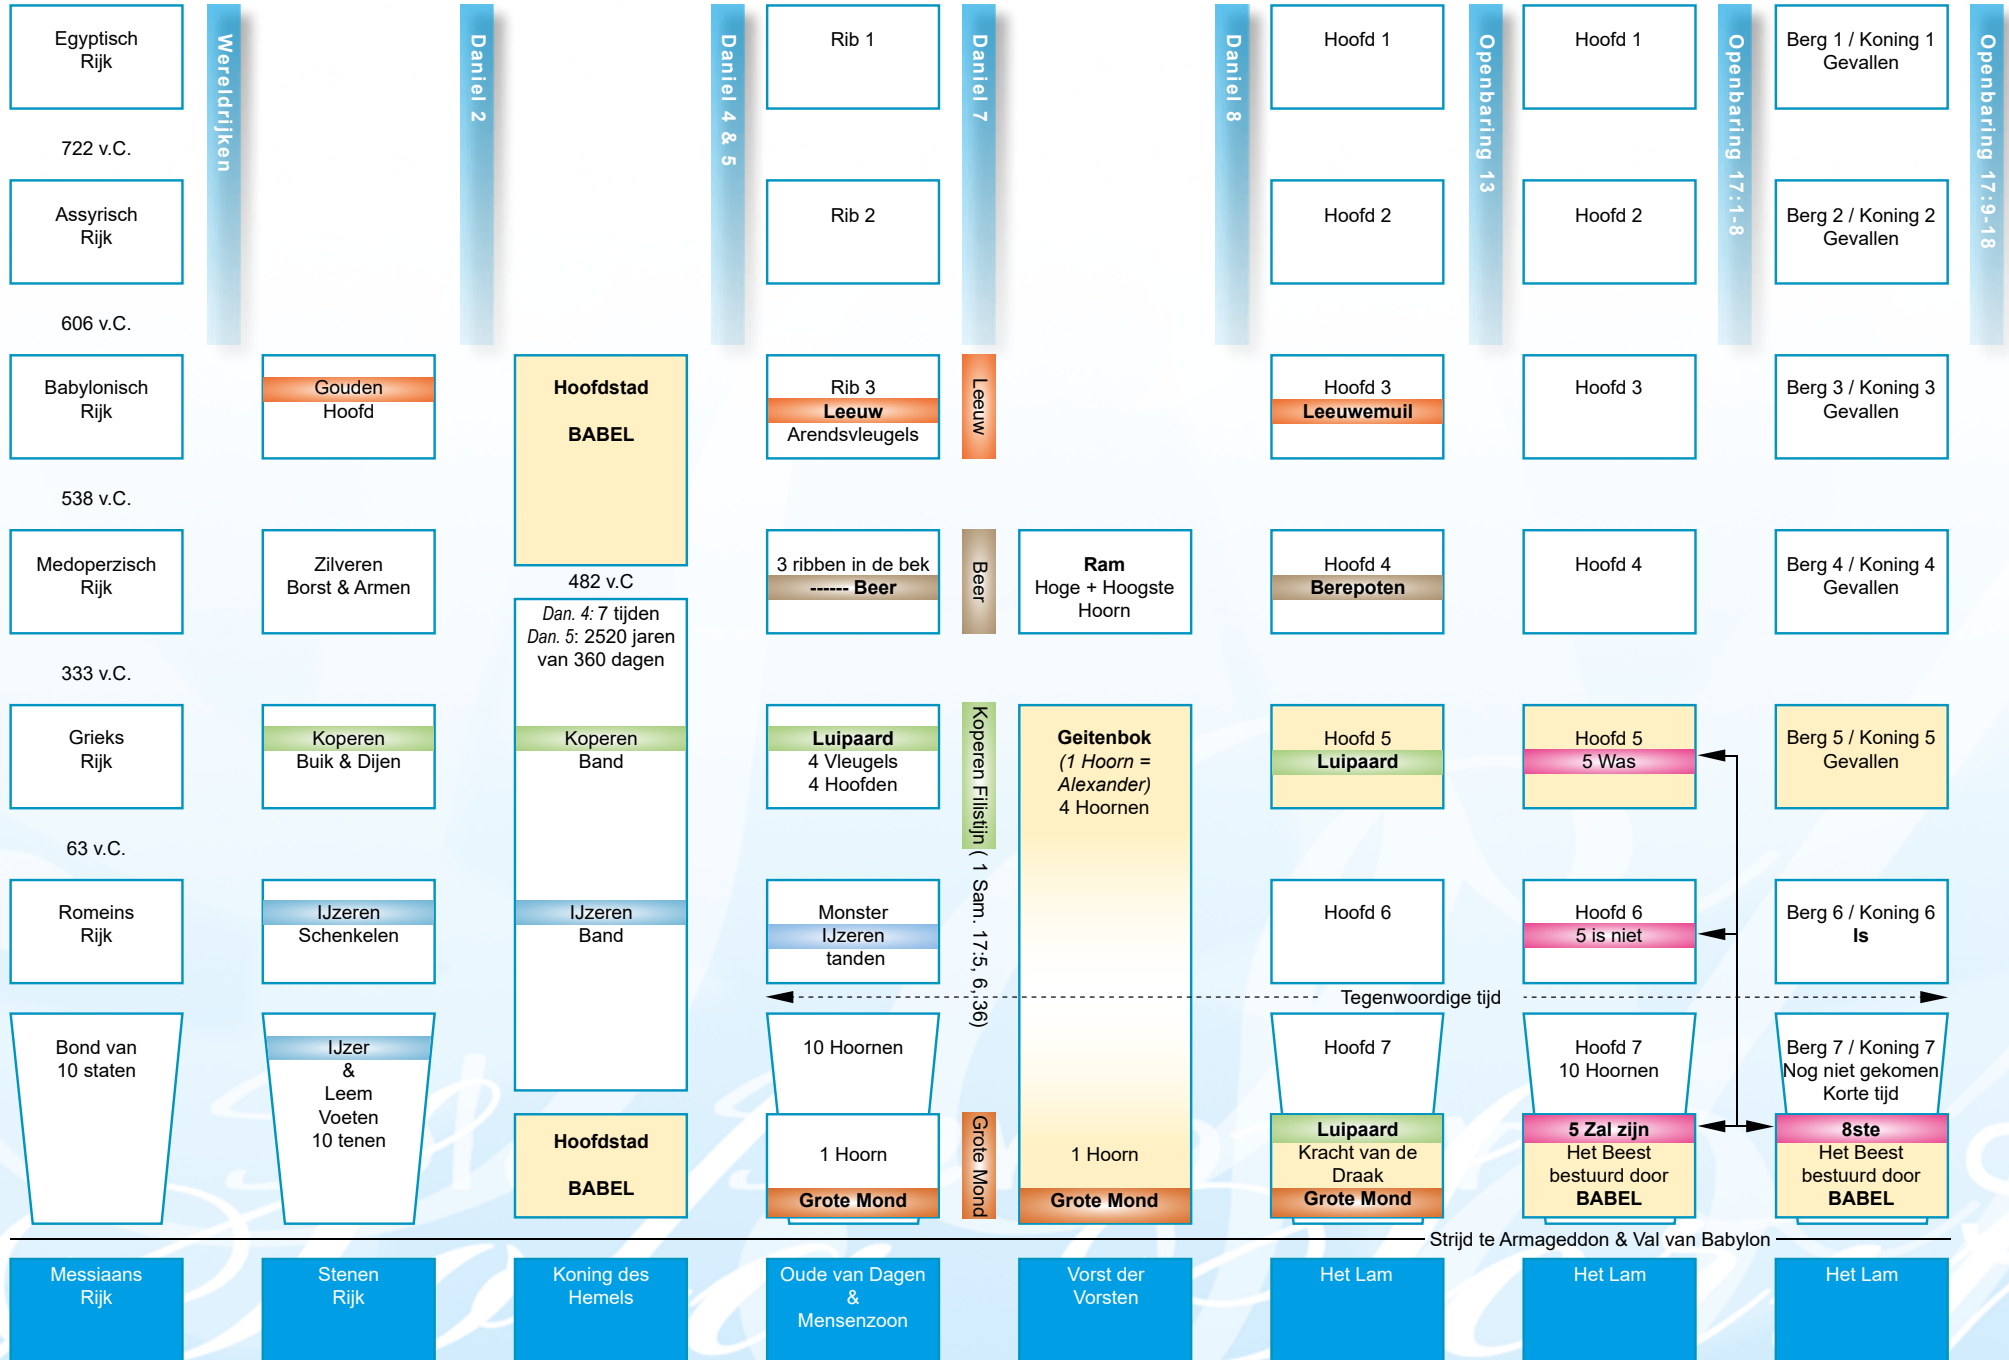 Wereldrijken
Egyptisch
Rijk
722 v.C.
Assyrisch
Rijk
606 v.C.
Babylonisch
Rijk
538 v.C.
Medoperzisch
Rijk
333 v.C.
Grieks
Rijk
63 v.C.
Romeins
Rijk
Bond van
10 staten
Messiaans
Rijk
Daniel 2
Gouden
Hoofd
Zilveren
Borst & Armen
Koperen
Buik & Dijen
IJzeren
Schenkelen
IJzer
&
Leem
Voeten
10 tenen
Stenen
Rijk
Daniel 4 & 5
Hoofdstad
BABEL
482 v.C
Dan. 4: 7 tijden
Dan. 5: 2520 jaren
van 360 dagen
Koperen
Band
IJzeren
Band
Hoofdstad
BABEL
Koning des
Hemels
Daniel 7
Rib 1
Rib 2
Rib 3
Leeuw
Arendsvleugels
3 ribben in de bek
------ Beer
Luipaard
4 Vleugels
4 Hoofden
Monster
IJzeren
tanden
10 Hoornen
1 Hoorn
Grote Mond
Oude van Dagen
&
Mensenzoon
Leeuw
Beer
Koperen Filistijn ( 1 Sam. 17:5, 6, 36)
Grote Mond
Daniel 8
Ram
Hoge + Hoogste
Hoorn
Geitenbok
(1 Hoorn =
Alexander)
4 Hoornen
1 Hoorn
Grote Mond
Vorst der
Vorsten
Openbaring 13
Hoofd 1
Hoofd 2
Hoofd 3
Leeuwemuil
Hoofd 4
Berepoten
Hoofd 5
Luipaard
Hoofd 6
Tegenwoordige tijd
Hoofd 7
Luipaard
Kracht van de
Draak
Grote Mond
Het Lam
Openbaring 17:1-8
Hoofd 1
Hoofd 2
Hoofd 3
Hoofd 4
Hoofd 5
5 Was
Hoofd 6
5 is niet
Hoofd 7
10 Hoornen
5 Zal zijn
Het Beest
bestuurd door
BABEL
Strijd te Armageddon & Val van Babylon
Het Lam
Openbaring 17:9-18
Berg 1 / Koning 1
Gevallen
Berg 2 / Koning 2
Gevallen
Berg 3 / Koning 3
Gevallen
Berg 4 / Koning 4
Gevallen
Berg 5 / Koning 5
Gevallen
Berg 6 / Koning 6
Is
Berg 7 / Koning 7
Nog niet gekomen
Korte tijd
8ste
Het Beest
bestuurd door
BABEL
Het Lam